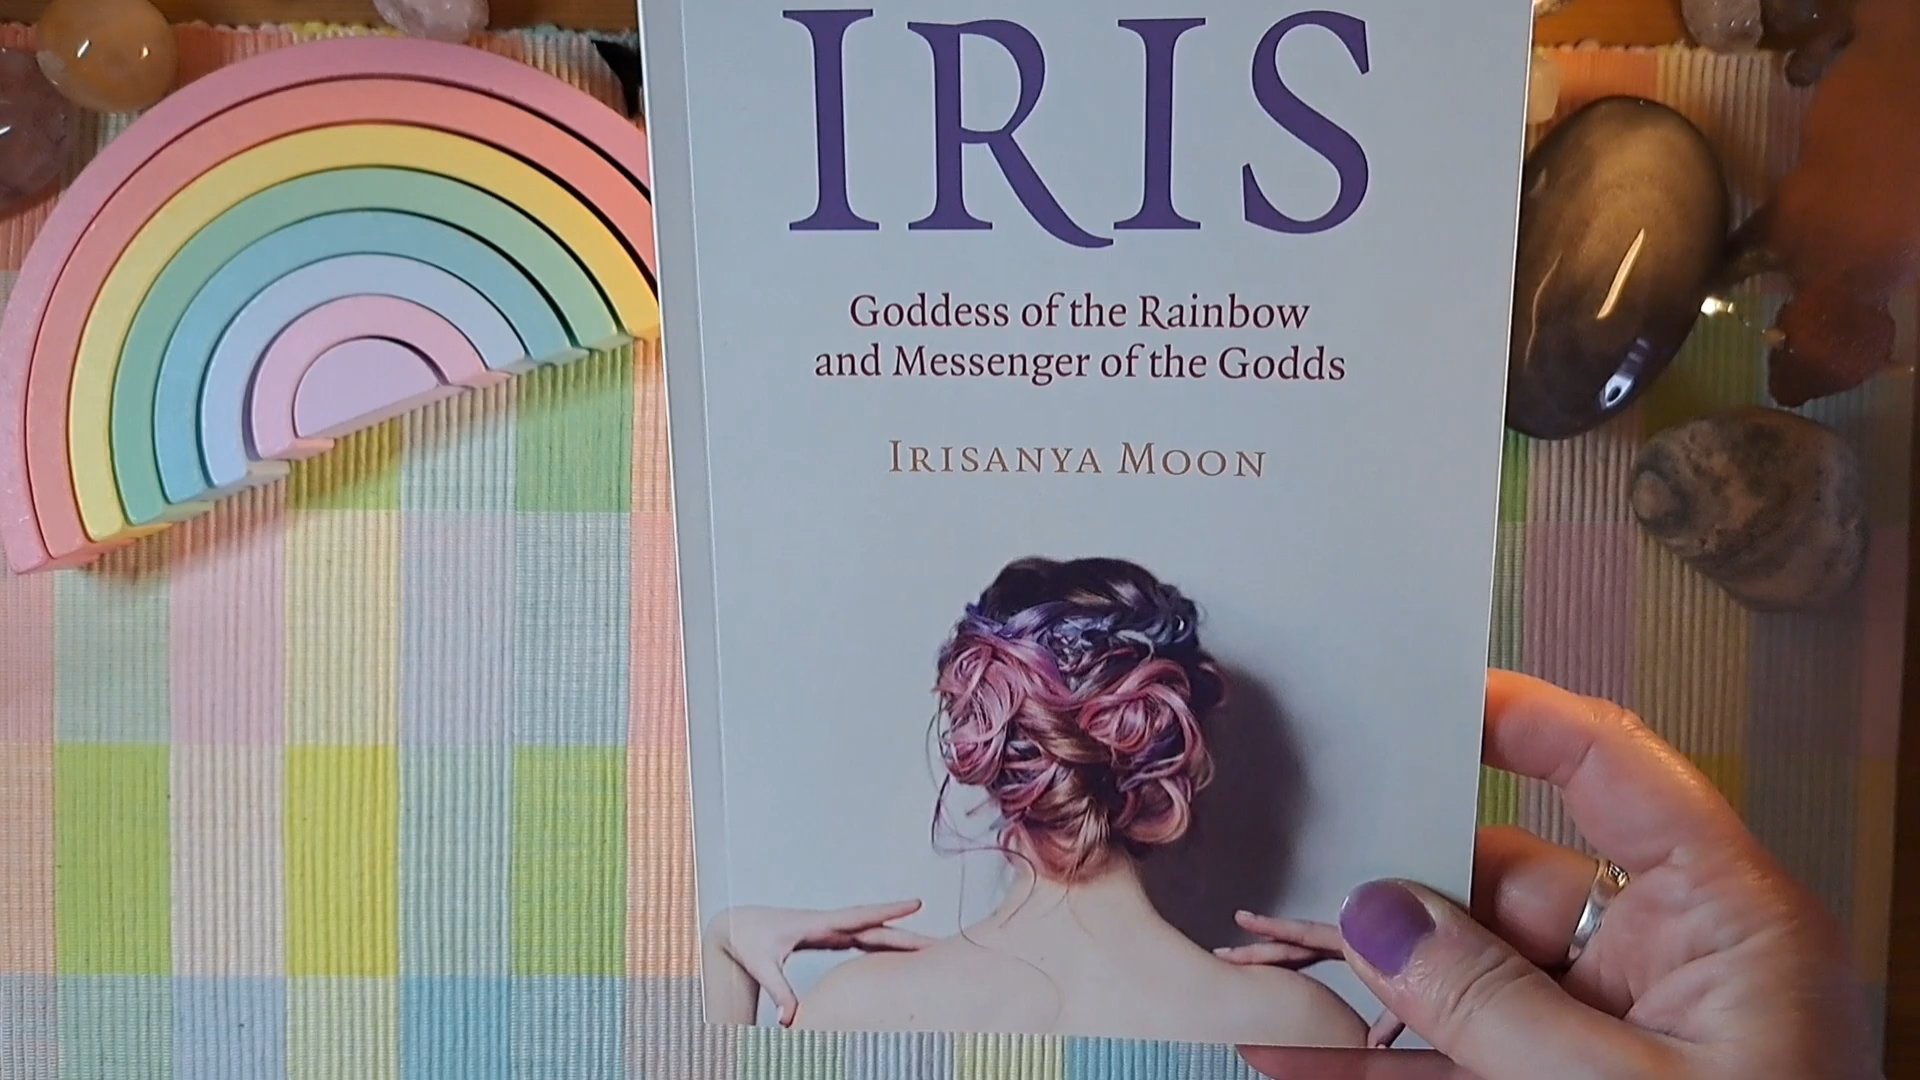 IRIS
Goddess of the Rainbow
and Messenger of the Godds
IRISANYA MOON